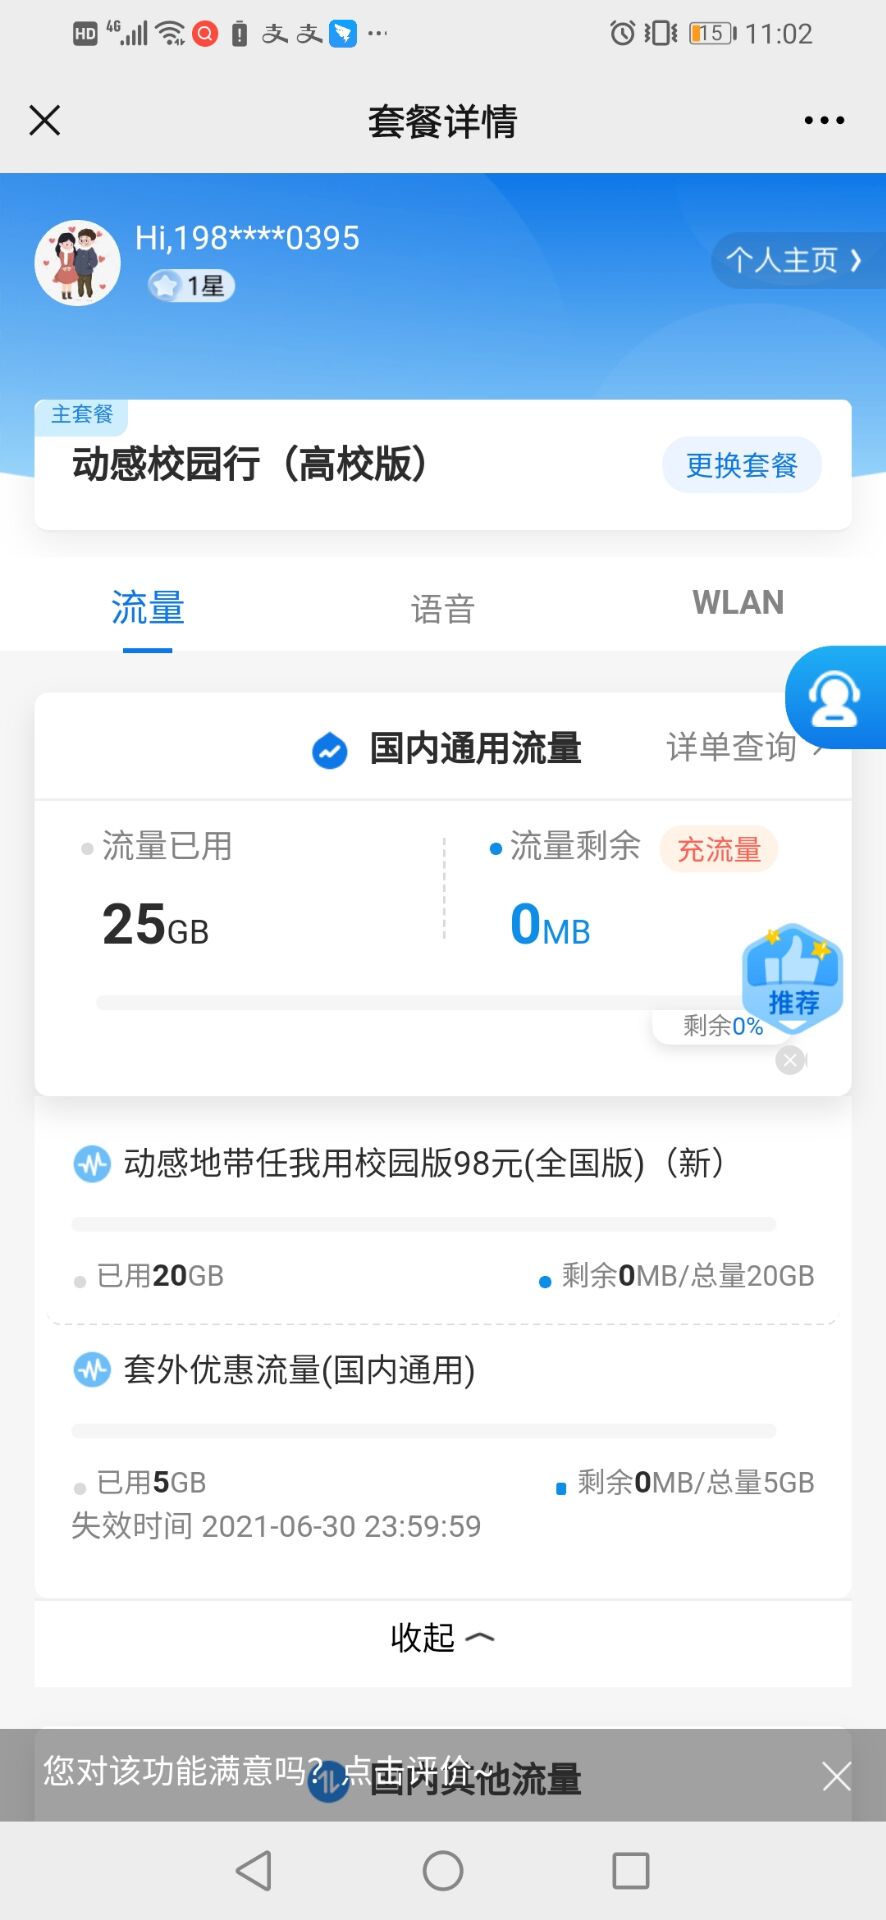 HD 4G 15 11:02
套餐详情
Hi,198****0395
1星
个人主页
主套餐
动感校园行（高校版）
更换套餐
流量 语音 WLAN
国内通用流量 详单查询
流量已用 流量剩余 充流量
25GB 0MB
推荐
剩余0%
动感地带任我用校园版98元(全国版)（新）
已用20GB 剩余0MB/总量20GB
套外优惠流量(国内通用)
已用5GB 剩余0MB/总量5GB
失效时间 2021-06-30 23:59:59
收起
您对该功能满意吗？点击评价~
国内其他流量